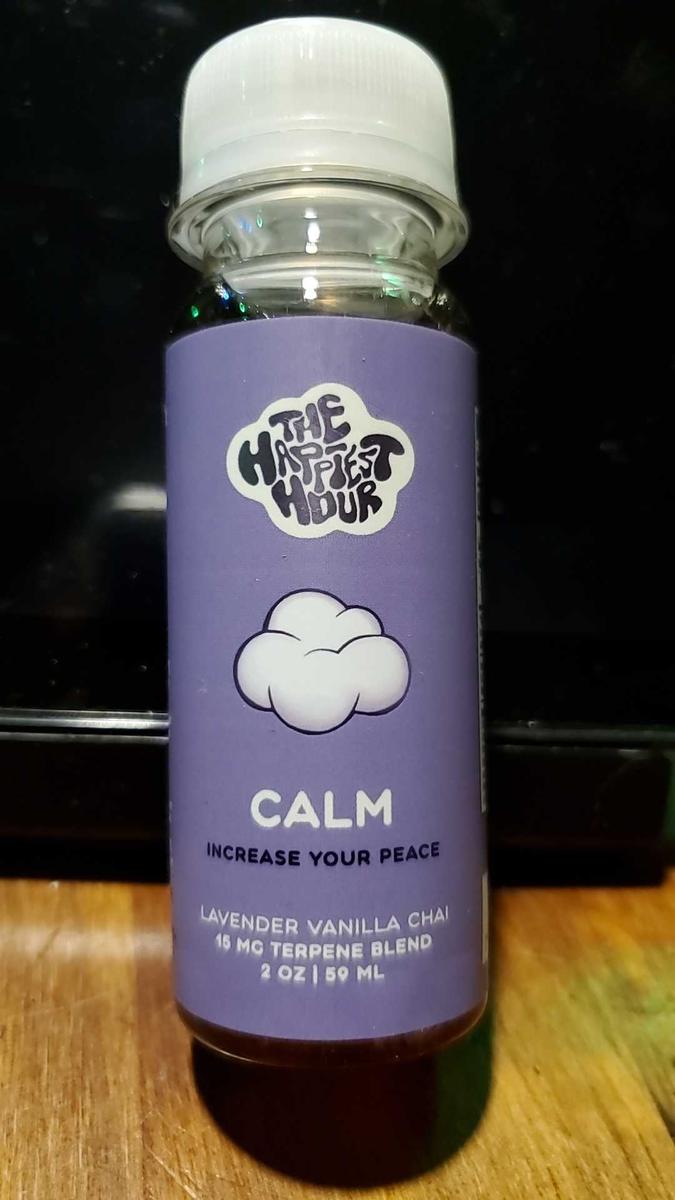 THE
HAPPIEST
HOUR
CALM
INCREASE YOUR PEACE
LAVENDER VANILLA CHAI
15 MG TERPENE BLEND
2 OZ | 59 ML